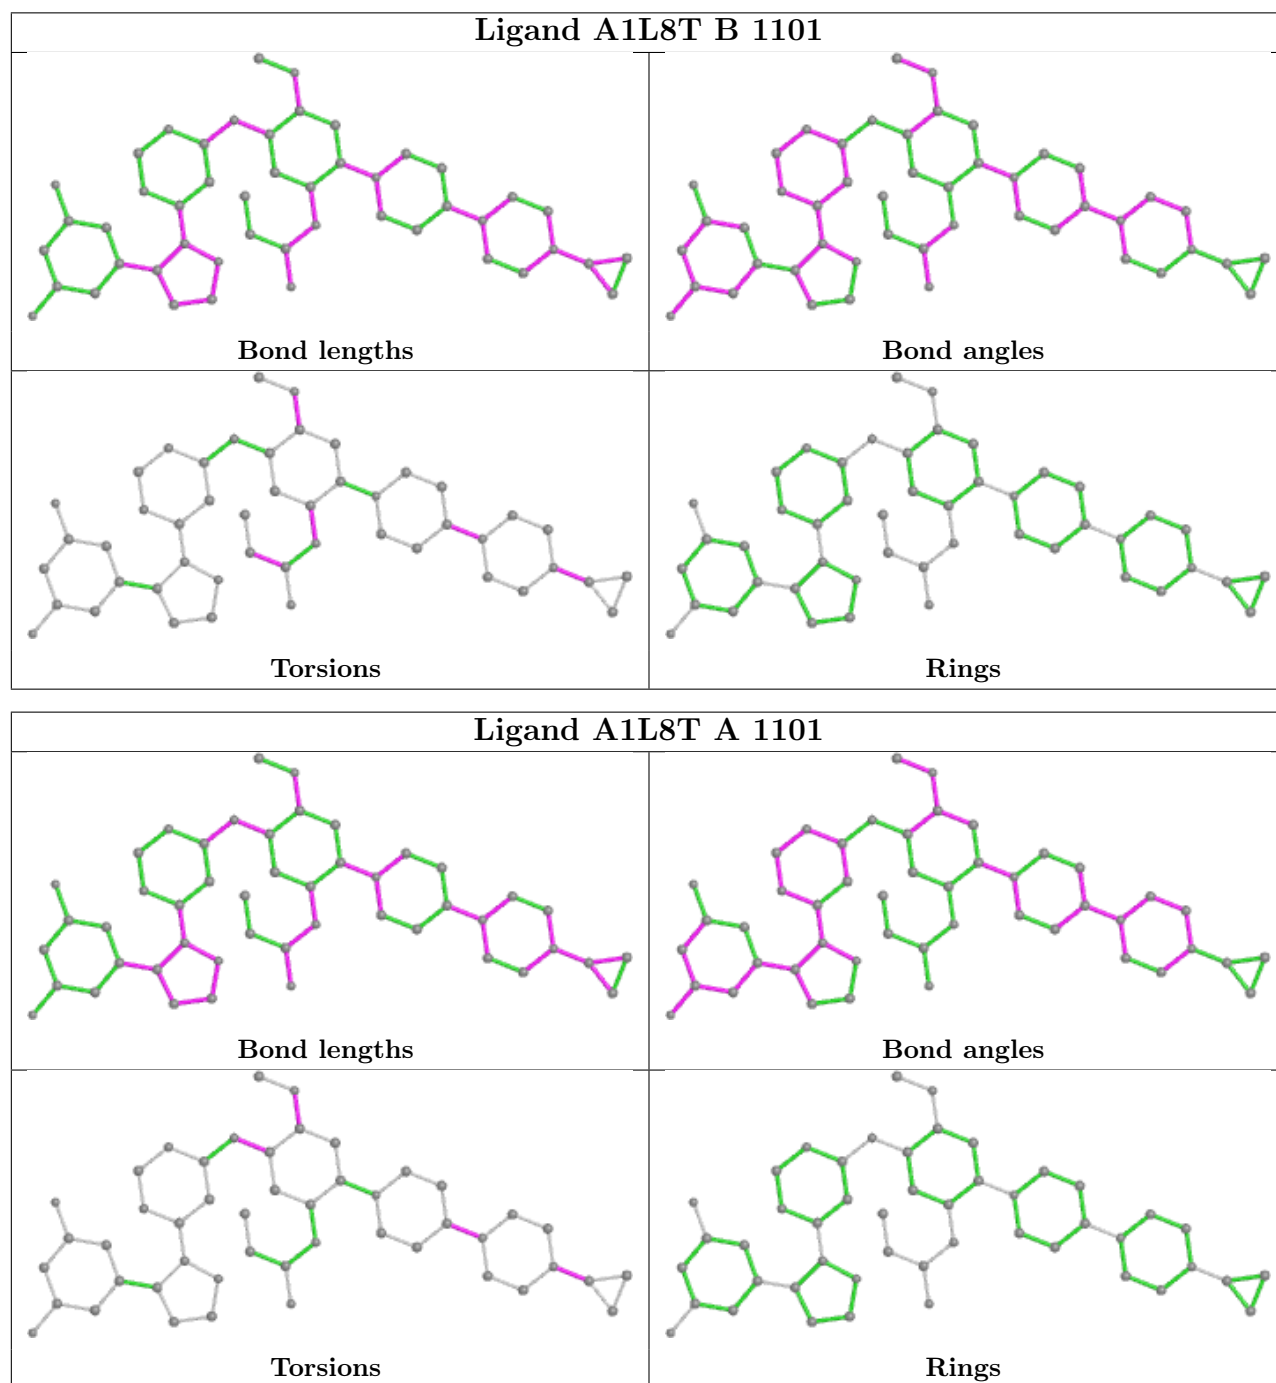 Ligand A1L8T B 1101
Bond lengths
Bond angles
Torsions
Rings
Ligand A1L8T A 1101
Bond lengths
Bond angles
Torsions
Rings